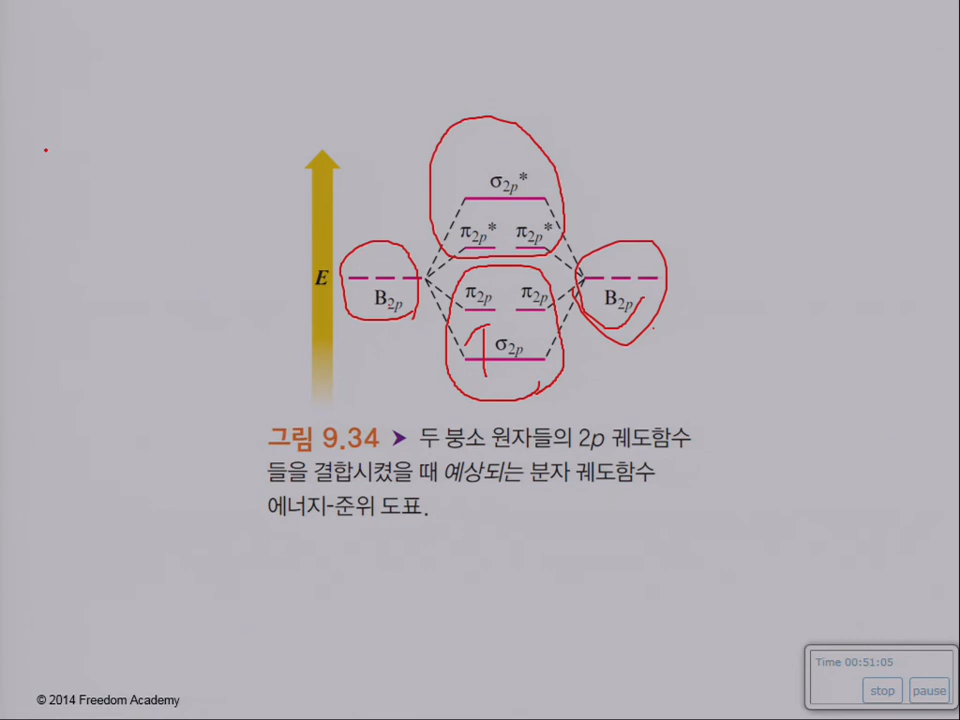 σ2p*
π2p* π2p*
E
B2p B2p
π2p π2p
σ2p
그림 9.34 ➤ 두 붕소 원자들의 2p 궤도함수
들을 결합시켰을 때 예상되는 분자 궤도함수
에너지-준위 도표.
Time 00:51:05
stop pause
© 2014 Freedom Academy